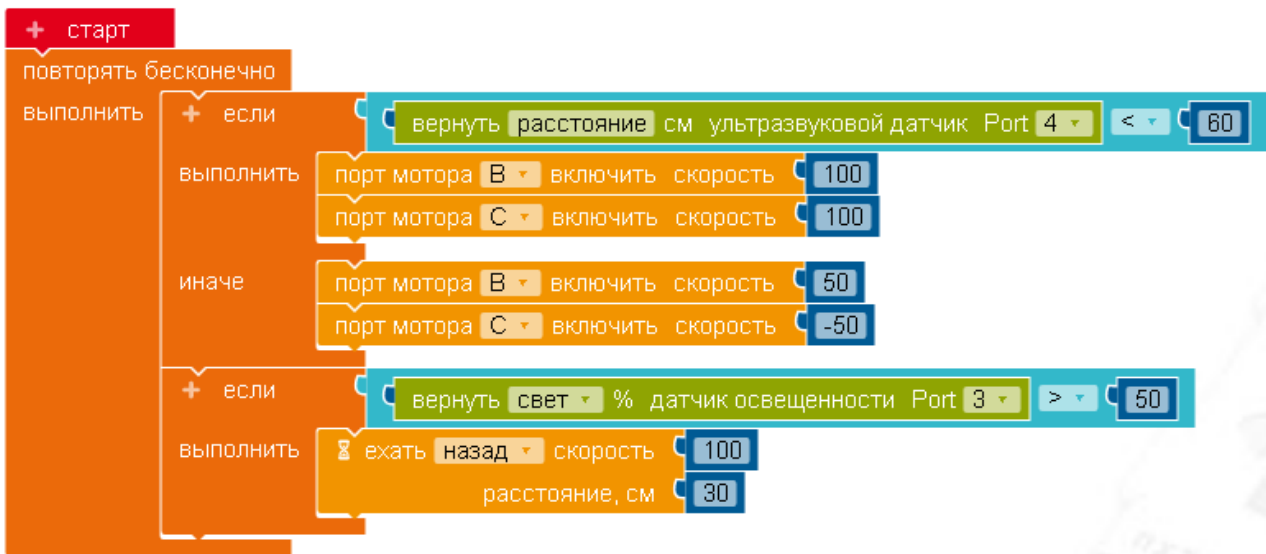 + старт
повторять бесконечно
выполнить + если вернуть расстояние см ультразвуковой датчик Port 4 < 60
выполнить порт мотора B включить скорость 100
порт мотора C включить скорость 100
иначе порт мотора B включить скорость 50
порт мотора C включить скорость -50
+ если вернуть свет % датчик освещенности Port 3 > 50
выполнить ехать назад скорость 100
расстояние, см 30